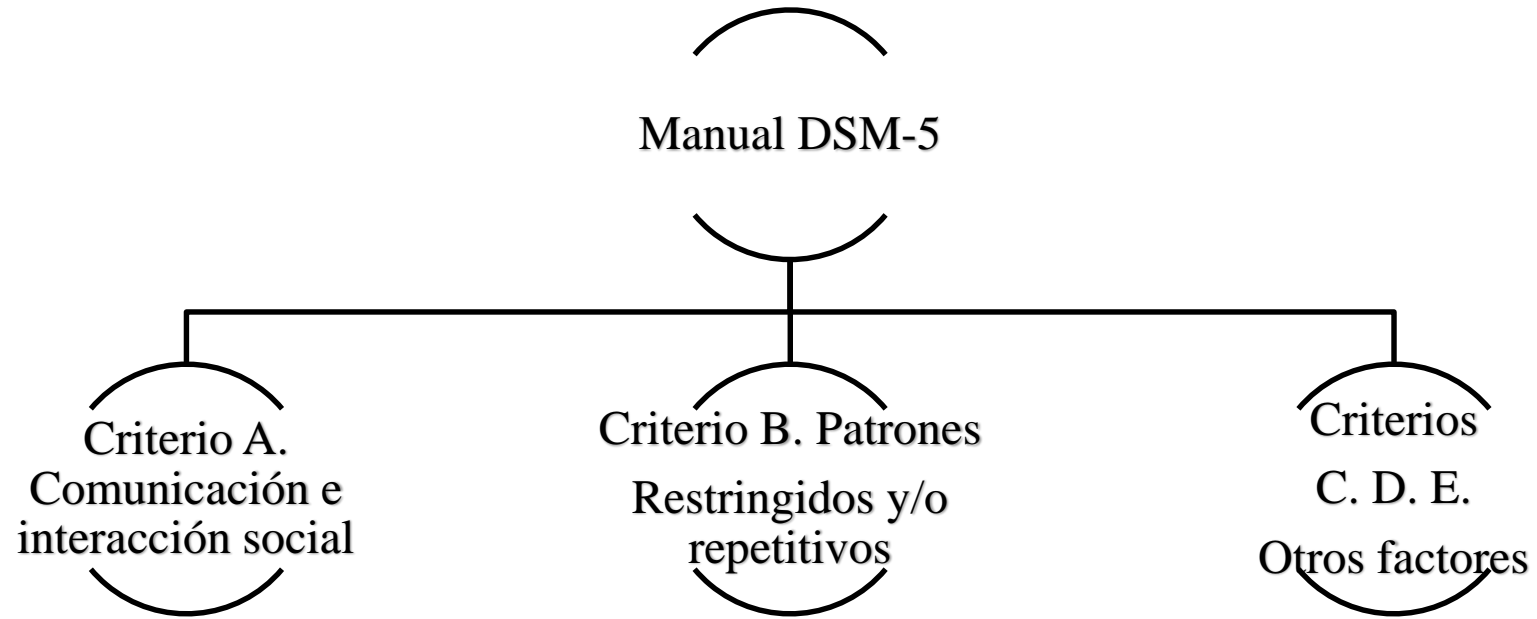 Manual DSM-5
Criterio A.
Comunicación e
interacción social
Criterio B. Patrones
Restringidos y/o
repetitivos
Criterios
C. D. E.
Otros factores